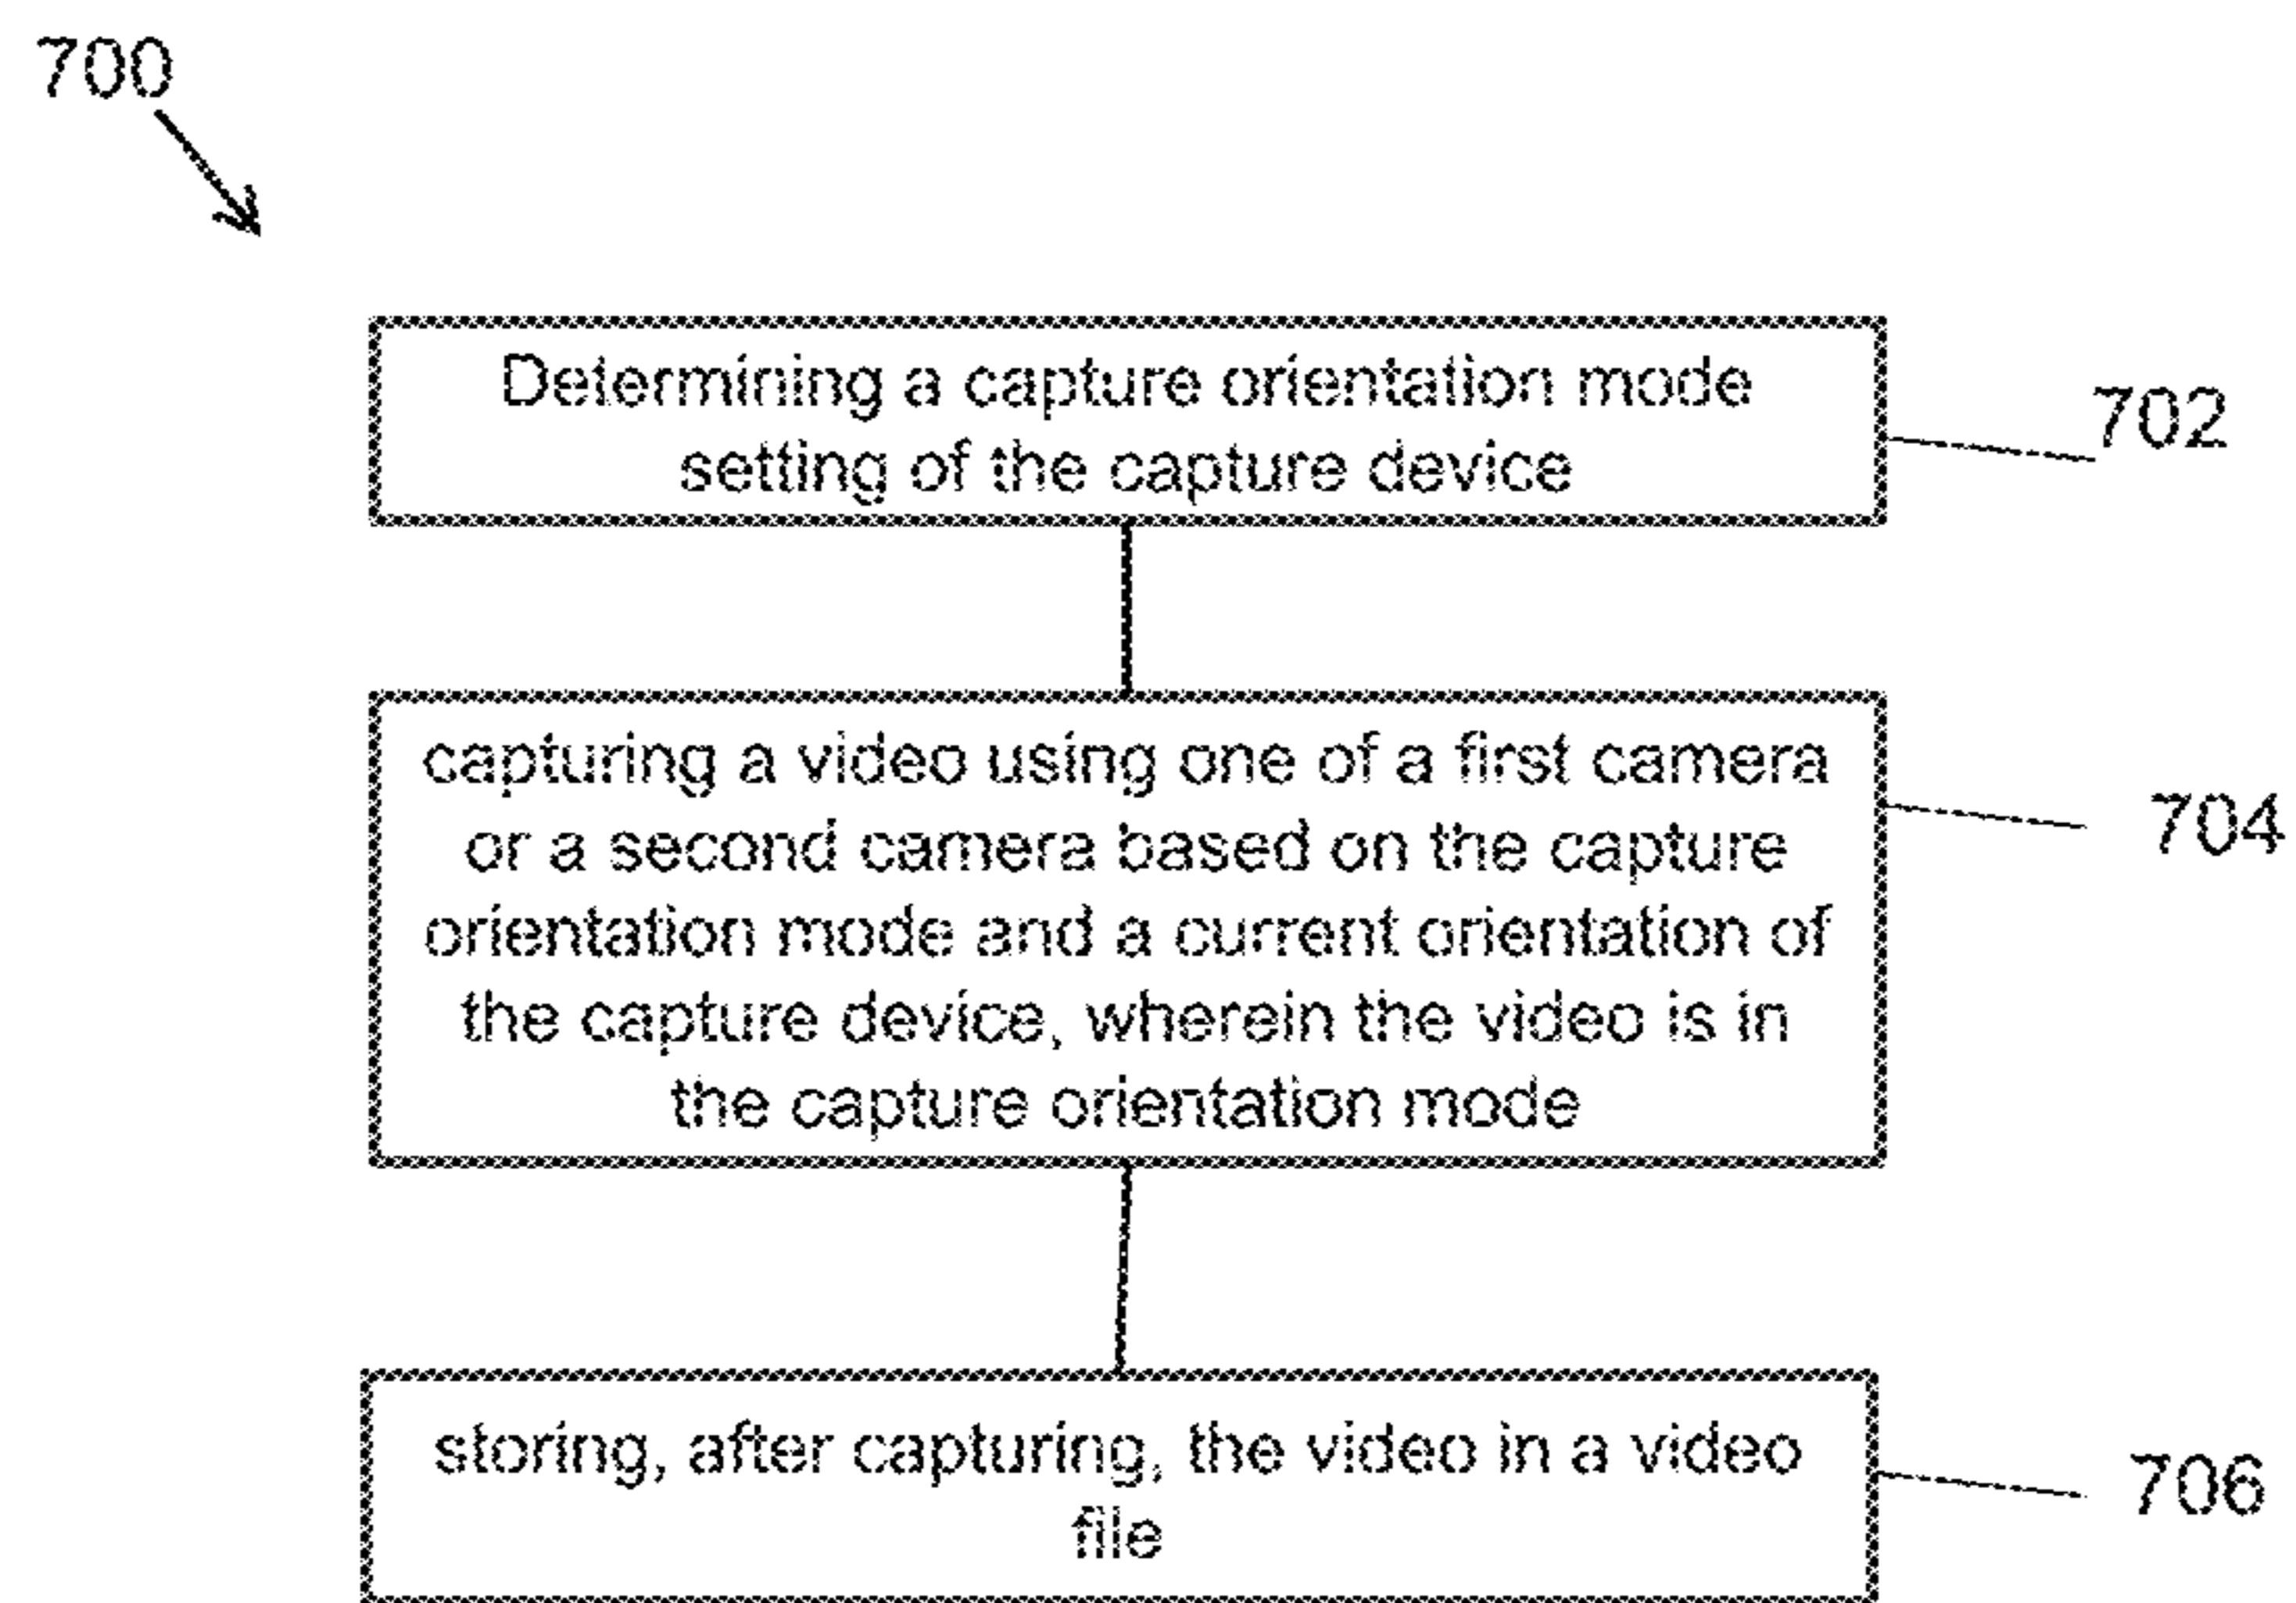 700
Determining a capture orientation mode
setting of the capture device
702
capturing a video using one of a first camera
or a second camera based on the capture
orientation mode and a current orientation of
the capture device, wherein the video is in
the capture orientation mode
704
storing, after capturing, the video in a video
file
706